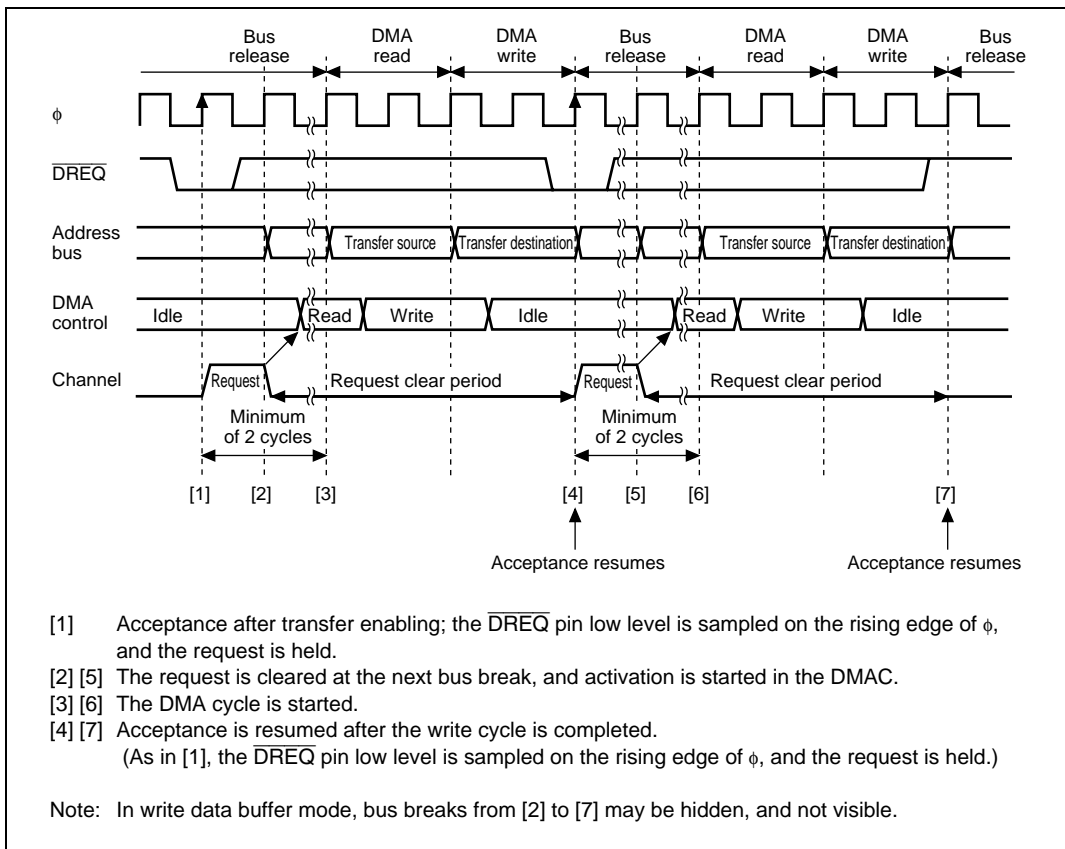 Bus release DMA read DMA write Bus release DMA read DMA write Bus release
ϕ
DREQ
Address bus Transfer source Transfer destination Transfer source Transfer destination
DMA control Idle Read Write Idle Read Write Idle
Channel Request Request clear period Request Request clear period
Minimum of 2 cycles Minimum of 2 cycles
[1] [2] [3] [4] [5] [6] [7]
Acceptance resumes Acceptance resumes
[1] Acceptance after transfer enabling; the DREQ pin low level is sampled on the rising edge of ϕ,
and the request is held.
[2] [5] The request is cleared at the next bus break, and activation is started in the DMAC.
[3] [6] The DMA cycle is started.
[4] [7] Acceptance is resumed after the write cycle is completed.
(As in [1], the DREQ pin low level is sampled on the rising edge of ϕ, and the request is held.)
Note: In write data buffer mode, bus breaks from [2] to [7] may be hidden, and not visible.